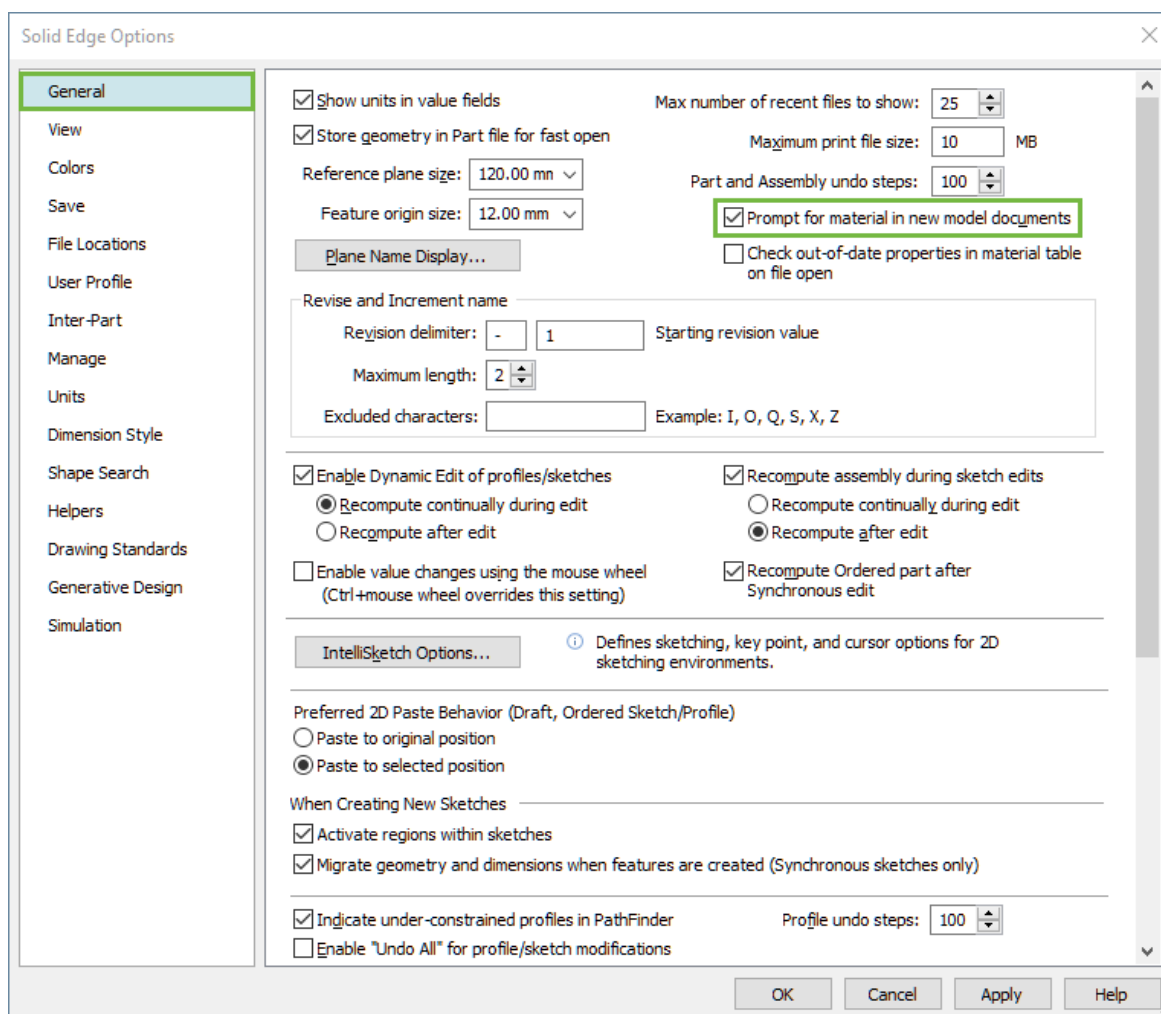 Solid Edge Options
General
View
Colors
Save
File Locations
User Profile
Inter-Part
Manage
Units
Dimension Style
Shape Search
Helpers
Drawing Standards
Generative Design
Simulation
Show units in value fields
Store geometry in Part file for fast open
Reference plane size: 120.00 mm
Feature origin size: 12.00 mm
Plane Name Display...
Max number of recent files to show: 25
Maximum print file size: 10 MB
Part and Assembly undo steps: 100
Prompt for material in new model documents
Check out-of-date properties in material table
on file open
Revise and Increment name
Revision delimiter: - 1 Starting revision value
Maximum length: 2
Excluded characters: Example: I, O, Q, S, X, Z
Enable Dynamic Edit of profiles/sketches
Recompute continually during edit
Recompute after edit
Enable value changes using the mouse wheel
(Ctrl+mouse wheel overrides this setting)
Recompute assembly during sketch edits
Recompute continually during edit
Recompute after edit
Recompute Ordered part after
Synchronous edit
IntelliSketch Options...
Defines sketching, key point, and cursor options for 2D
sketching environments.
Preferred 2D Paste Behavior (Draft, Ordered Sketch/Profile)
Paste to original position
Paste to selected position
When Creating New Sketches
Activate regions within sketches
Migrate geometry and dimensions when features are created (Synchronous sketches only)
Indicate under-constrained profiles in PathFinder
Enable "Undo All" for profile/sketch modifications
Profile undo steps: 100
OK
Cancel
Apply
Help